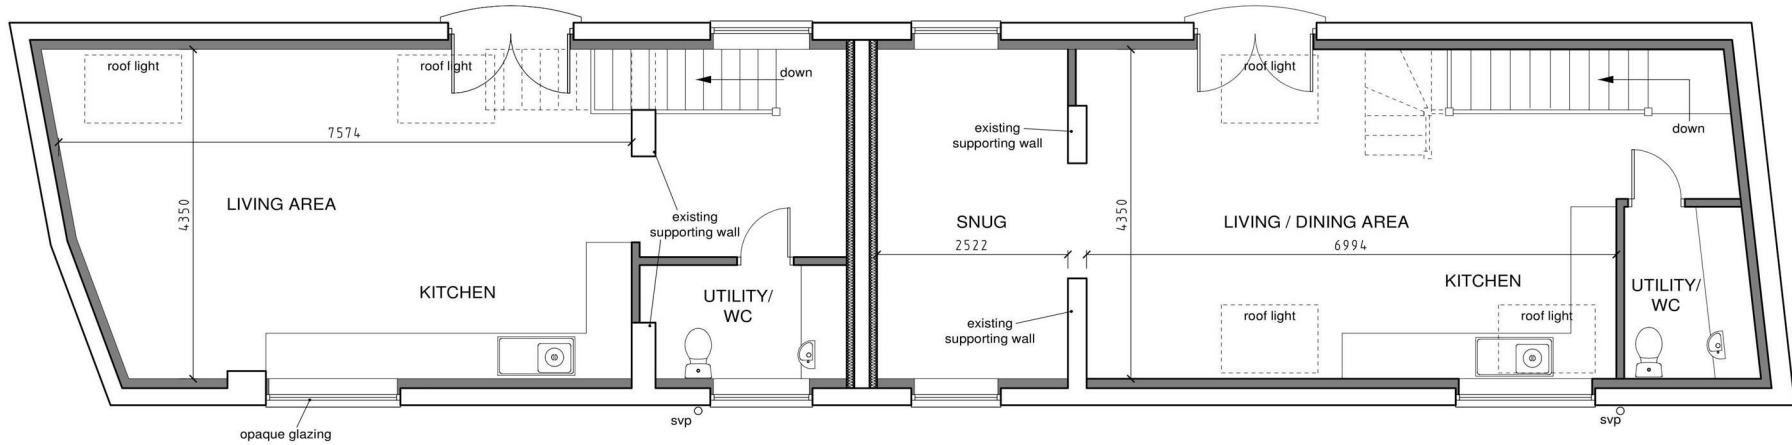 roof light
roof light
down
7574
4350
LIVING AREA
existing
supporting wall
KITCHEN
UTILITY/
WC
opaque glazing
svp
roof light
down
existing
supporting wall
SNUG
2522
4350
LIVING / DINING AREA
6994
KITCHEN
UTILITY/
WC
existing
supporting wall
roof light
roof light
svp